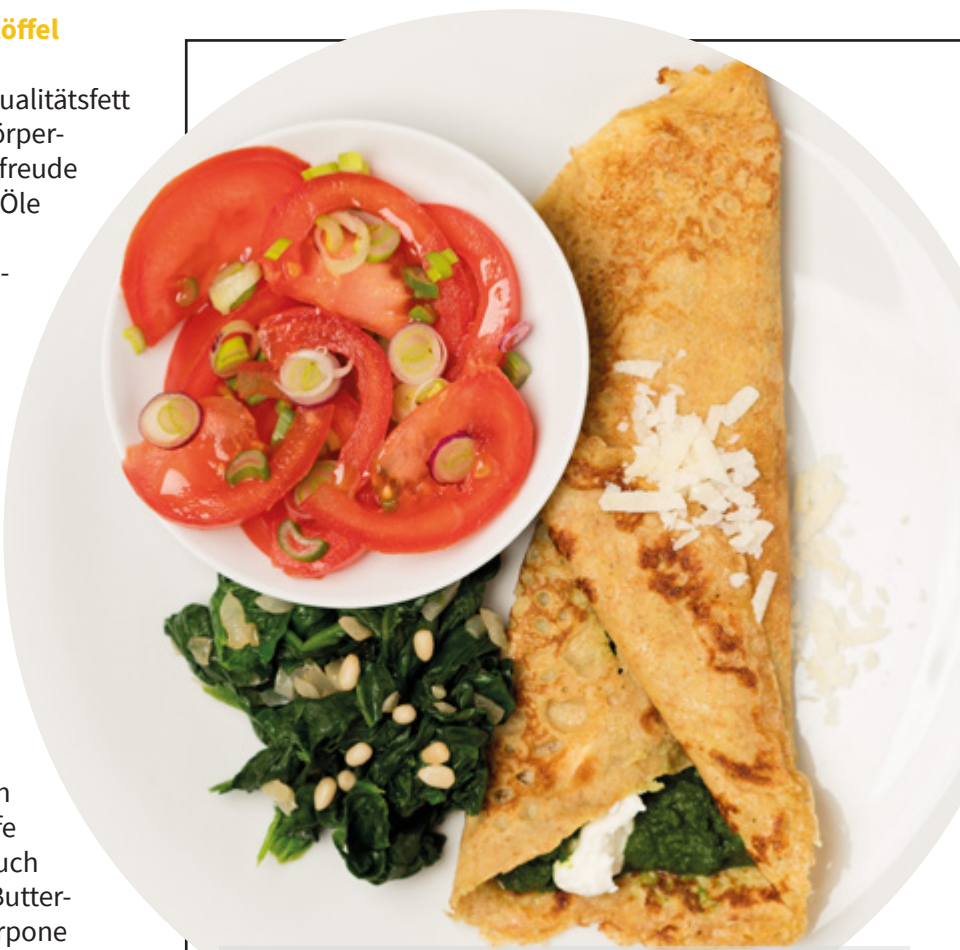 öffel
ualitätsfett
örper-
freude
Öle
-
n
fe
uch
Butter-
rpone